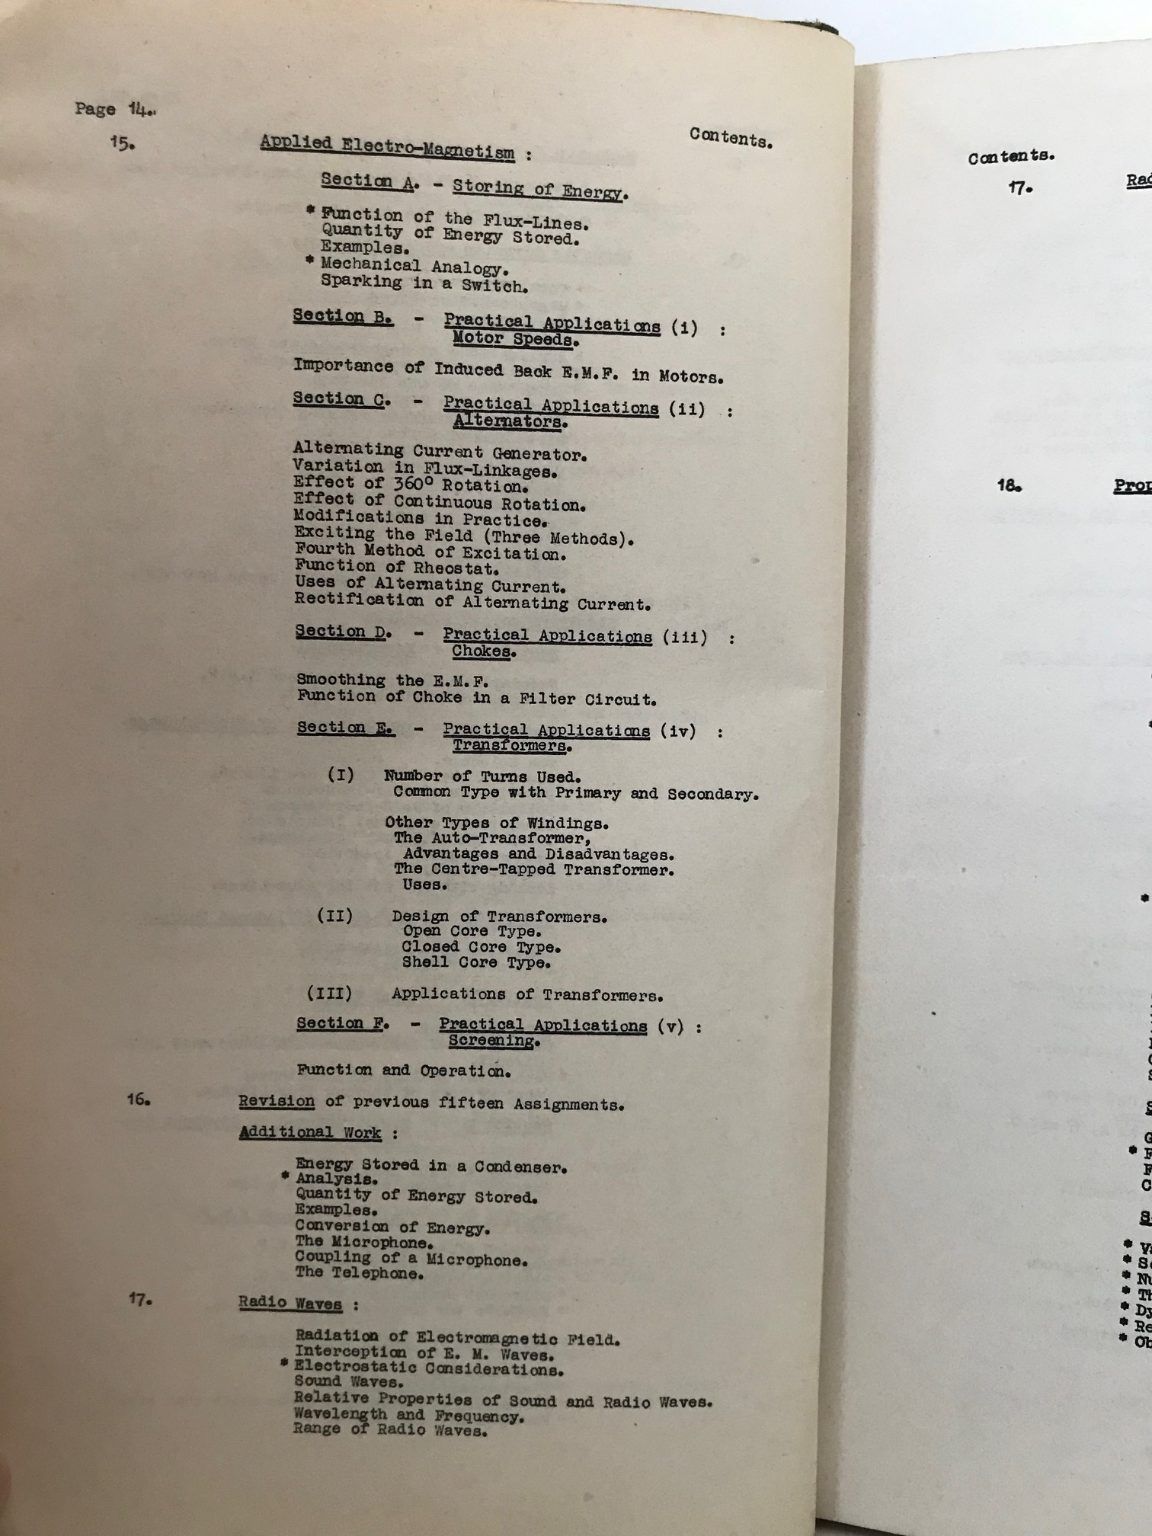 Page 14.
Contents.
15. Applied Electro-Magnetism :
Section A. - Storing of Energy.
* Function of the Flux-Lines.
Quantity of Energy Stored.
Examples.
* Mechanical Analogy.
Sparking in a Switch.
Section B. - Practical Applications (i) :
Motor Speeds.
Importance of Induced Back E.M.F. in Motors.
Section C. - Practical Applications (ii) :
Alternators.
Alternating Current Generator.
Variation in Flux-Linkages.
Effect of 360° Rotation.
Effect of Continuous Rotation.
Modifications in Practice.
Exciting the Field (Three Methods).
Fourth Method of Excitation.
Function of Rheostat.
Uses of Alternating Current.
Rectification of Alternating Current.
Section D. - Practical Applications (iii) :
Chokes.
Smoothing the E.M.F.
Function of Choke in a Filter Circuit.
Section E. - Practical Applications (iv) :
Transformers.
(I) Number of Turns Used.
Common Type with Primary and Secondary.
Other Types of Windings.
The Auto-Transformer,
Advantages and Disadvantages.
The Centre-Tapped Transformer.
Uses.
(II) Design of Transformers.
Open Core Type.
Closed Core Type.
Shell Core Type.
(III) Applications of Transformers.
Section F. - Practical Applications (v) :
Screening.
Function and Operation.
16. Revision of previous fifteen Assignments.
Additional Work :
Energy Stored in a Condenser.
* Analysis.
Quantity of Energy Stored.
Examples.
Conversion of Energy.
The Microphone.
Coupling of a Microphone.
The Telephone.
17. Radio Waves :
Radiation of Electromagnetic Field.
Interception of E. M. Waves.
* Electrostatic Considerations.
Sound Waves.
Relative Properties of Sound and Radio Waves.
Wavelength and Frequency.
Range of Radio Waves.
Contents.
17. Rad
18. Prop